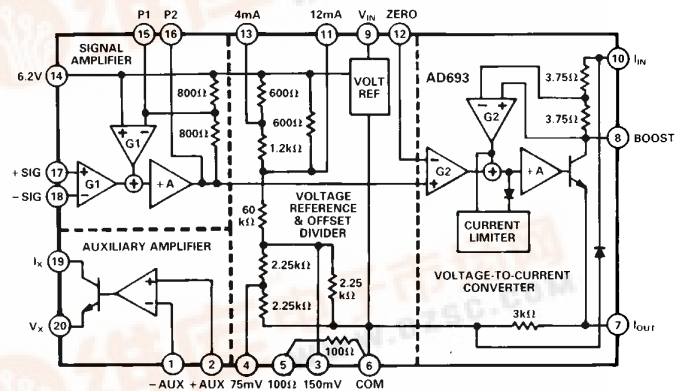 P1 P2 4mA 12mA VIN ZERO
15 16 13 11 9 12
SIGNAL
AMPLIFIER
6.2V 14
10 IIN
800Ω
800Ω
600Ω
600Ω
1.2kΩ
VOLT
REF
AD693
3.75Ω
3.75Ω
8 BOOST
- +
G2
+ -
G1
+SIG 17
-SIG 18
+
-
G1
+
+A
-
+
G2
+
+A
VOLTAGE
REFERENCE
& OFFSET
DIVIDER
60
kΩ
CURRENT
LIMITER
AUXILIARY AMPLIFIER
IX 19
VX 20
+
-
2.25kΩ
2.25kΩ
2.25
kΩ
VOLTAGE-TO-CURRENT
CONVERTER
3kΩ
7 IOUT
100Ω
1 2 4 5 3 6
-AUX +AUX 75mV 100Ω 150mV COM